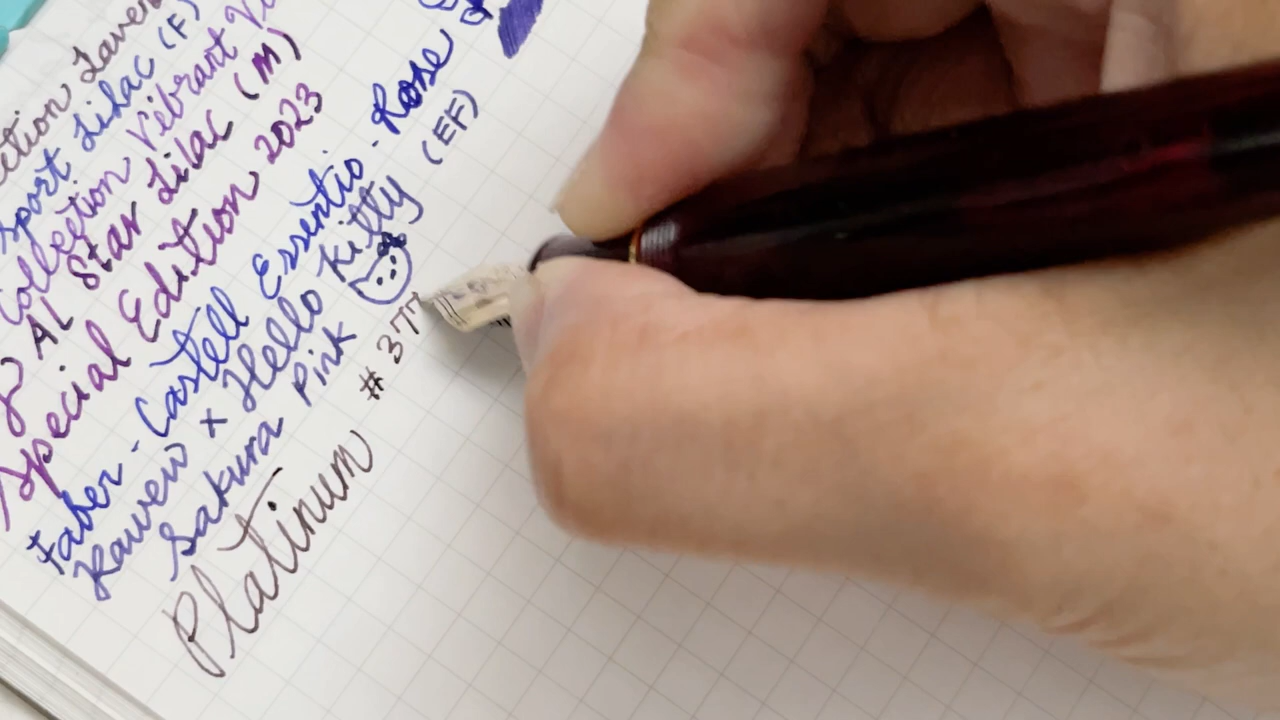 ction Laven
Sport Lilac (F)
Collection Vibrant Vi
AL Star Lilac (M)
Special Edition 2023
Faber-Castell Essentio - Rose
Kaweco x Hello Kitty (EF)
Sakura Pink
Platinum #377